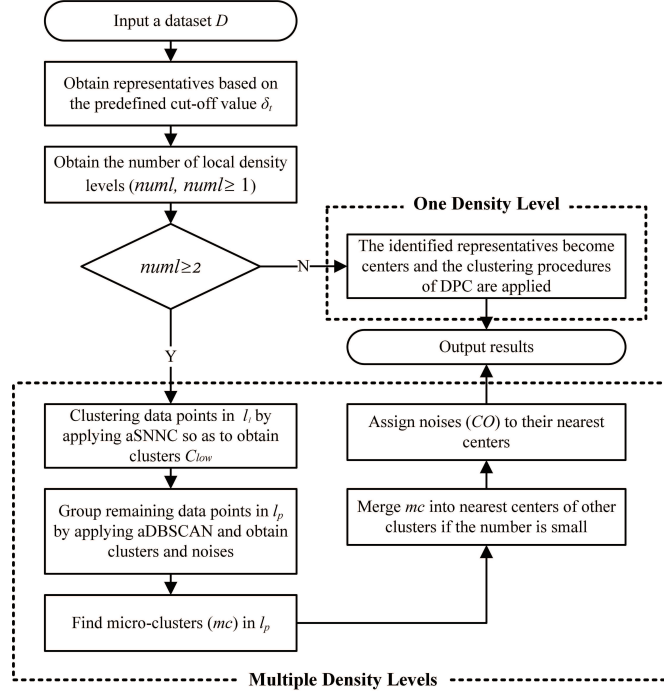 Input a dataset D
Obtain representatives based on
the predefined cut-off value δt
Obtain the number of local density
levels (numl, numl≥ 1)
numl≥2
N
Y
One Density Level
The identified representatives become
centers and the clustering procedures
of DPC are applied
Output results
Clustering data points in l1 by
applying aSNNC so as to obtain
clusters Clow
Group remaining data points in lp
by applying aDBSCAN and obtain
clusters and noises
Find micro-clusters (mc) in lp
Assign noises (CO) to their nearest
centers
Merge mc into nearest centers of other
clusters if the number is small
Multiple Density Levels